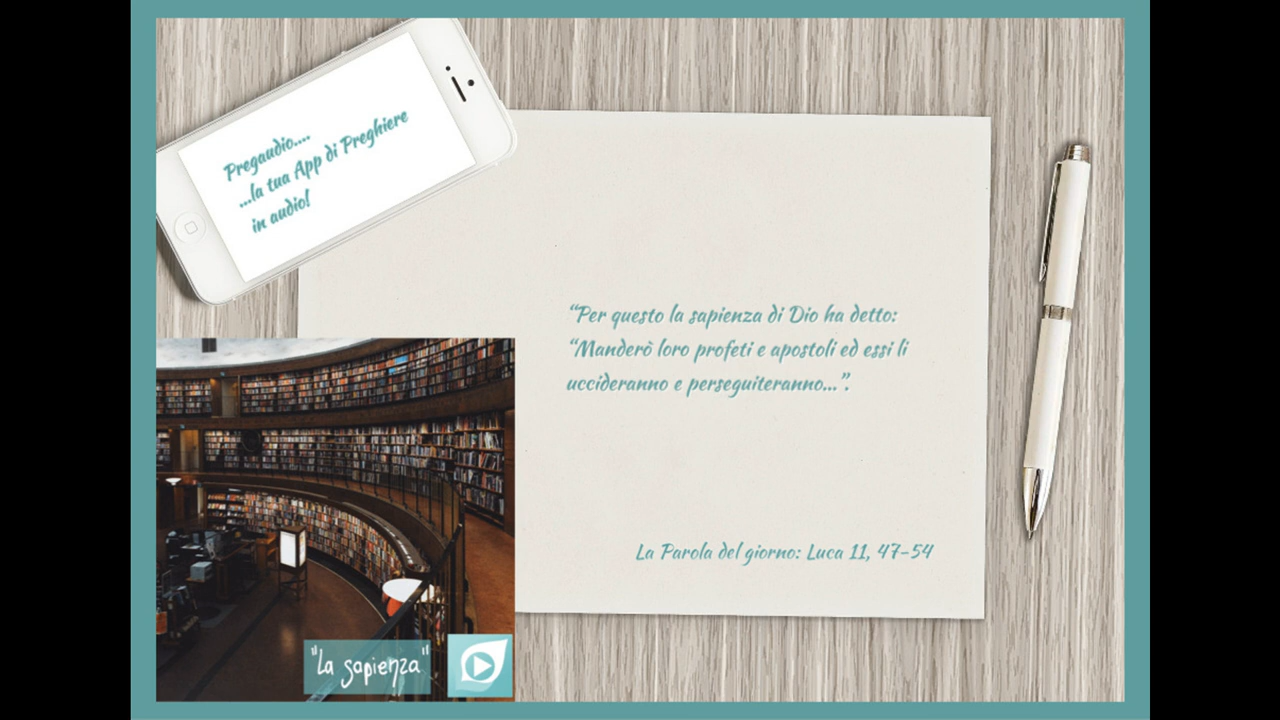 Pregaudio....
...la tua App di Preghiere
in audio!
“Per questo la sapienza di Dio ha detto:
“Manderò loro profeti e apostoli ed essi li
uccideranno e perseguiteranno...”.
La Parola del giorno: Luca 11, 47-54
"la sapienza"